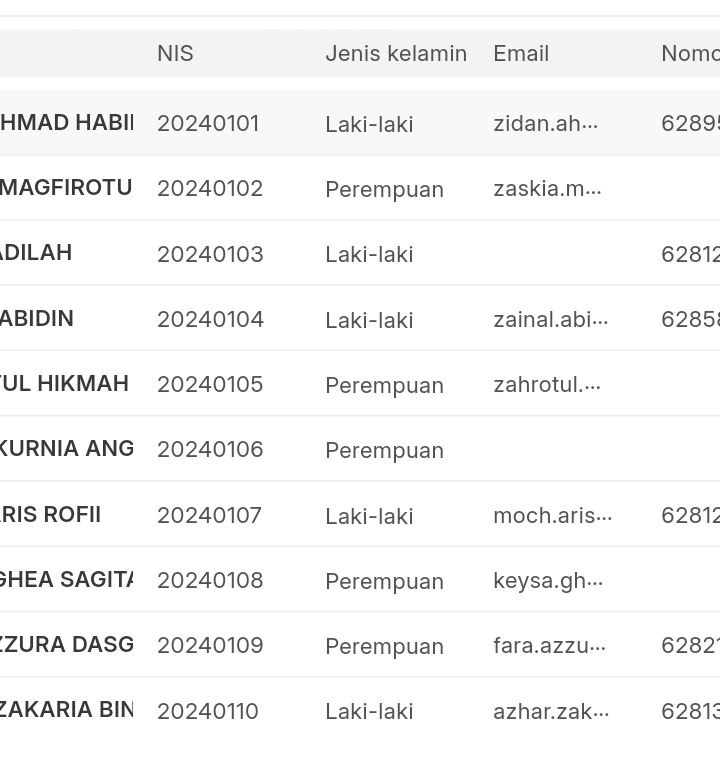 NIS Jenis kelamin Email Nomo
HMAD HABII 20240101 Laki-laki zidan.ah... 62895
MAGFIROTU 20240102 Perempuan zaskia.m...
ADILAH 20240103 Laki-laki 62812
ABIDIN 20240104 Laki-laki zainal.abi... 62858
YUL HIKMAH 20240105 Perempuan zahrotul....
KURNIA ANG 20240106 Perempuan
ARIS ROFII 20240107 Laki-laki moch.aris... 62812
GHEA SAGITA 20240108 Perempuan keysa.gh...
ZZURA DASG 20240109 Perempuan fara.azzu... 62821
ZAKARIA BIN 20240110 Laki-laki azhar.zak... 62813